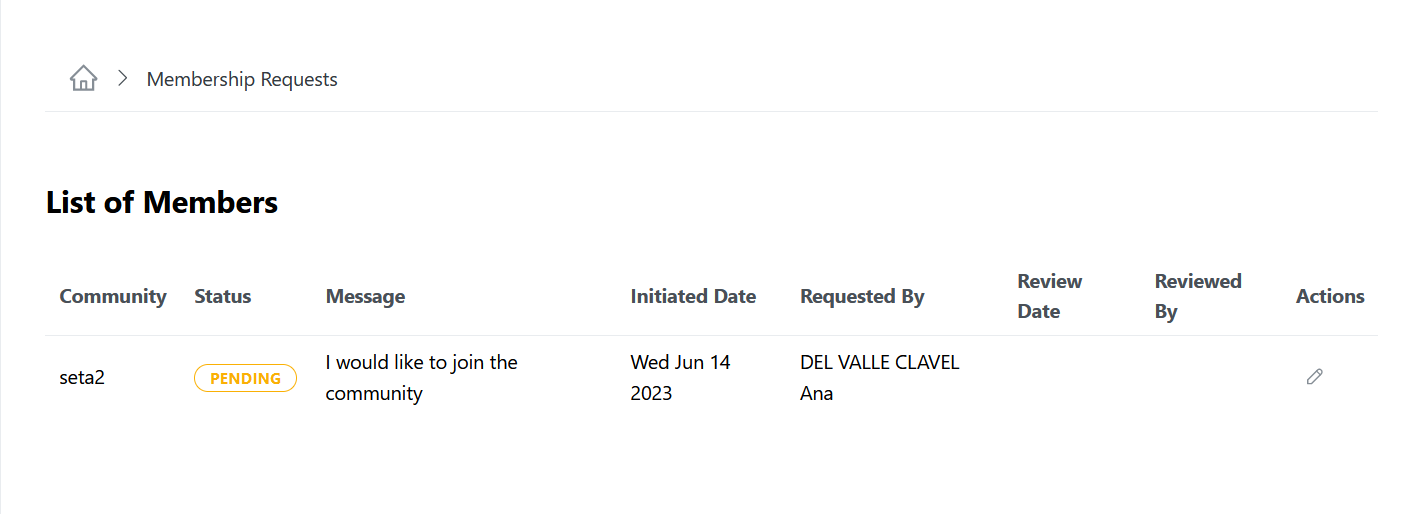 Membership Requests
List of Members
Community Status Message Initiated Date Requested By Review Date Reviewed By Actions
seta2 PENDING I would like to join the community Wed Jun 14 2023 DEL VALLE CLAVEL Ana